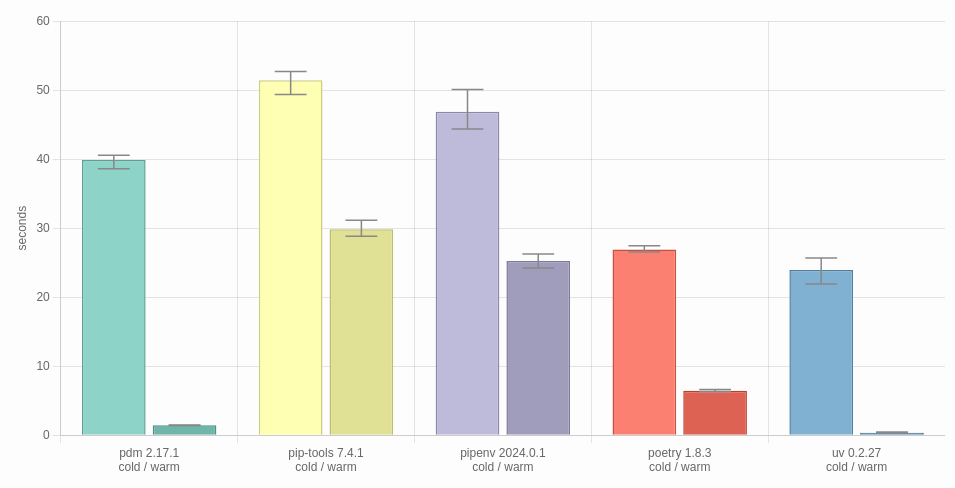 60
50
40
30
20
10
0
seconds
pdm 2.17.1
cold / warm
pip-tools 7.4.1
cold / warm
pipenv 2024.0.1
cold / warm
poetry 1.8.3
cold / warm
uv 0.2.27
cold / warm